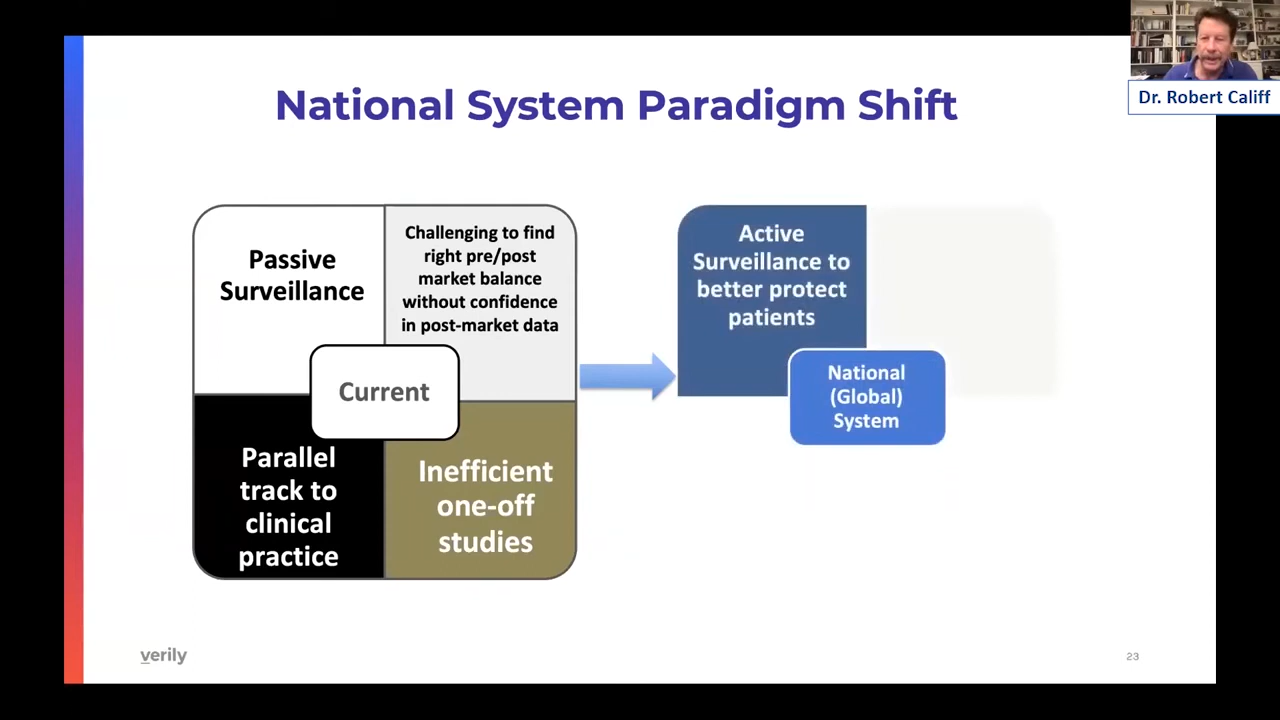 National System Paradigm Shift
Dr. Robert Califf
Passive
Surveillance
Challenging to find
right pre/post
market balance
without confidence
in post-market data
Current
Parallel
track to
clinical
practice
Inefficient
one-off
studies
Active
Surveillance to
better protect
patients
National
(Global)
System
verily
23